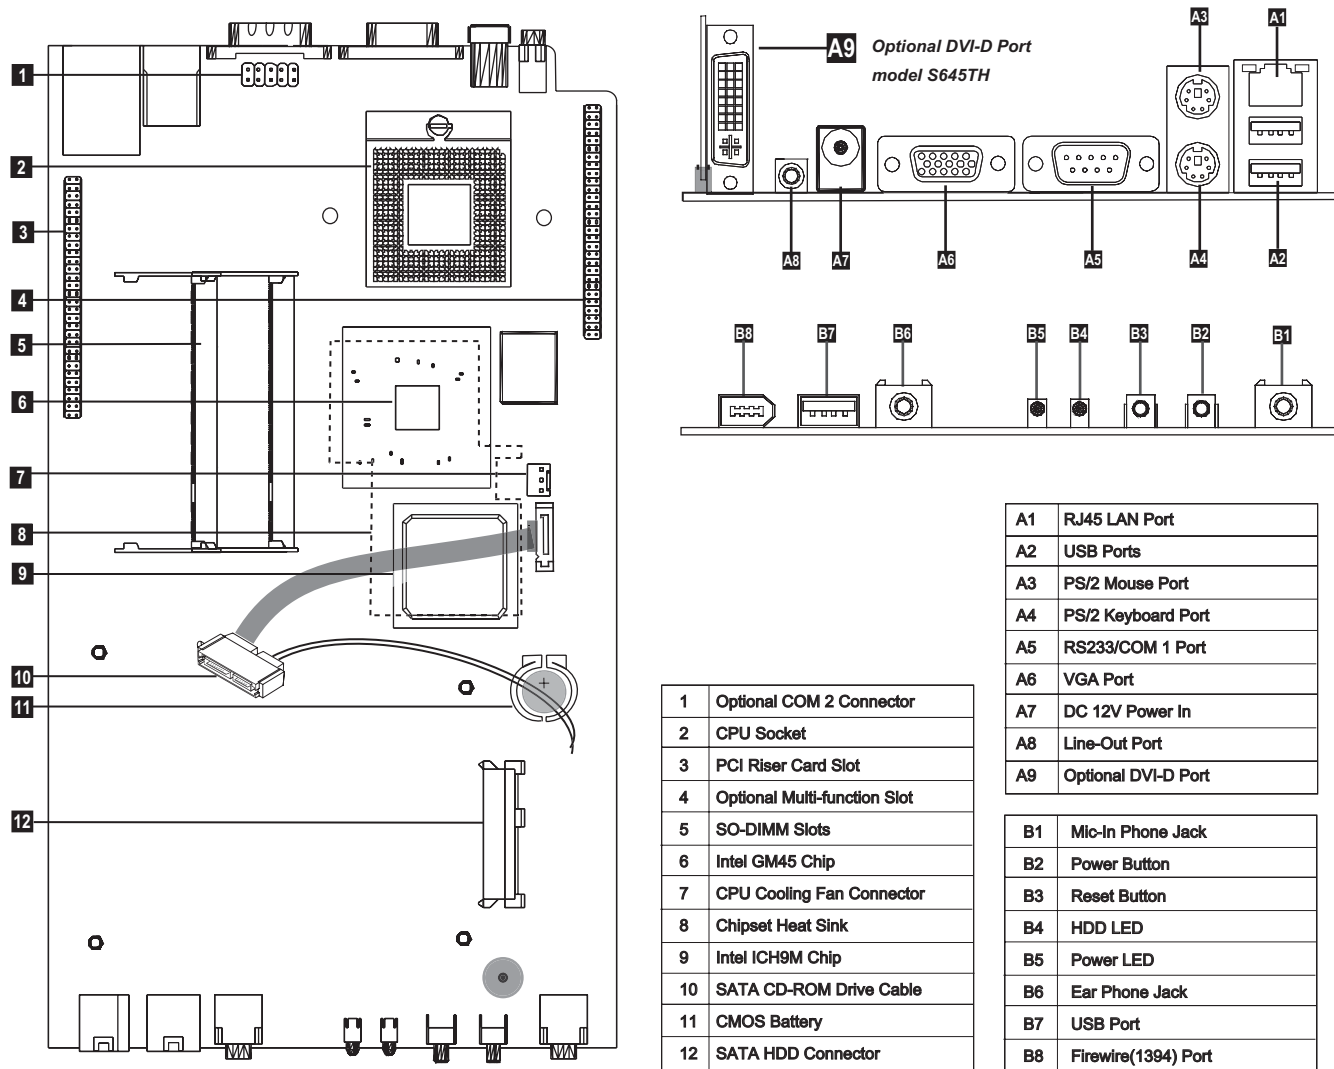 1
2
3
4
5
6
7
8
9
10
11
12
A9 Optional DVI-D Port
model S645TH
A3 A1
A8 A7 A6 A5 A4 A2
B8 B7 B6 B5 B4 B3 B2 B1
1 Optional COM 2 Connector
2 CPU Socket
3 PCI Riser Card Slot
4 Optional Multi-function Slot
5 SO-DIMM Slots
6 Intel GM45 Chip
7 CPU Cooling Fan Connector
8 Chipset Heat Sink
9 Intel ICH9M Chip
10 SATA CD-ROM Drive Cable
11 CMOS Battery
12 SATA HDD Connector
A1 RJ45 LAN Port
A2 USB Ports
A3 PS/2 Mouse Port
A4 PS/2 Keyboard Port
A5 RS233/COM 1 Port
A6 VGA Port
A7 DC 12V Power In
A8 Line-Out Port
A9 Optional DVI-D Port
B1 Mic-In Phone Jack
B2 Power Button
B3 Reset Button
B4 HDD LED
B5 Power LED
B6 Ear Phone Jack
B7 USB Port
B8 Firewire(1394) Port